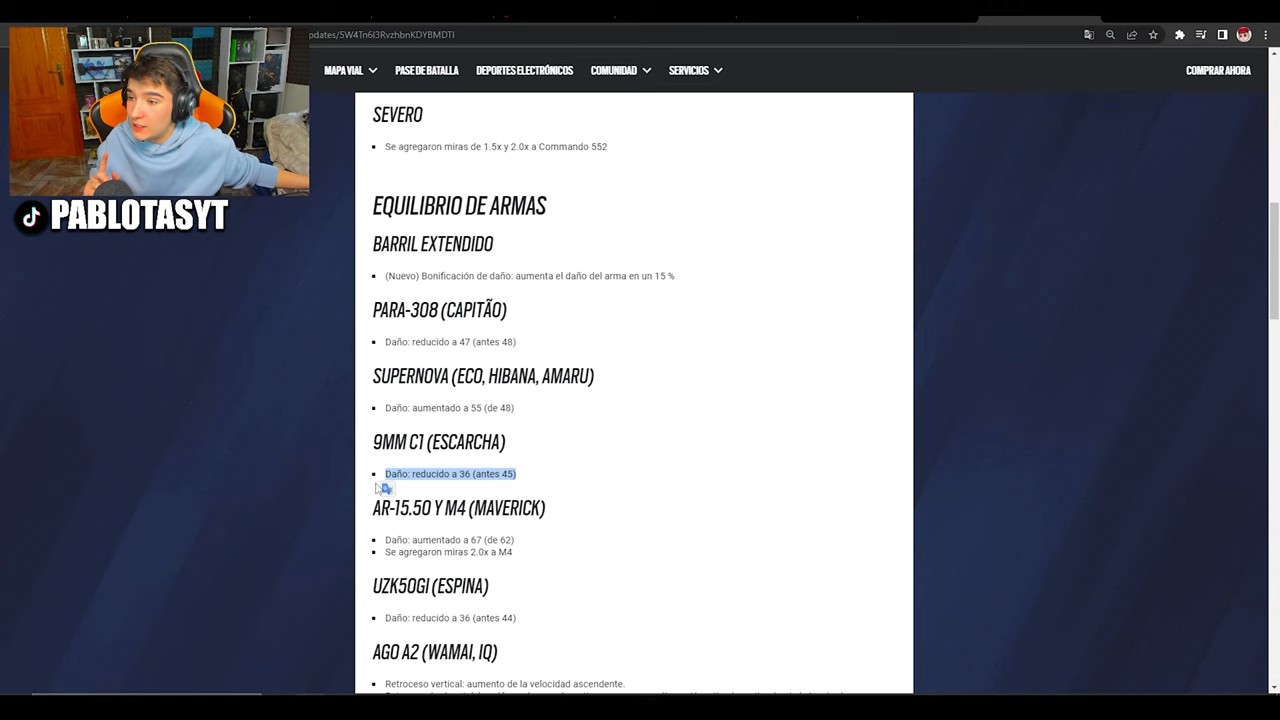 pdates/5W4Tn6l3RvzhbnKDYBMDTI
MAPA VIAL PASE DE BATALLA DEPORTES ELECTRÓNICOS COMUNIDAD SERVICIOS COMPRAR AHORA
SEVERO
Se agregaron miras de 1.5x y 2.0x a Commando 552
PABLOTASYT
EQUILIBRIO DE ARMAS
BARRIL EXTENDIDO
(Nuevo) Bonificación de daño: aumenta el daño del arma en un 15 %
PARA-308 (CAPITÃO)
Daño: reducido a 47 (antes 48)
SUPERNOVA (ECO, HIBANA, AMARU)
Daño: aumentado a 55 (de 48)
9MM C1 (ESCARCHA)
Daño: reducido a 36 (antes 45)
AR-15.50 Y M4 (MAVERICK)
Daño: aumentado a 67 (de 62)
Se agregaron miras 2.0x a M4
UZK50GI (ESPINA)
Daño: reducido a 36 (antes 44)
AGO A2 (WAMAI, IQ)
Retroceso vertical: aumento de la velocidad ascendente.